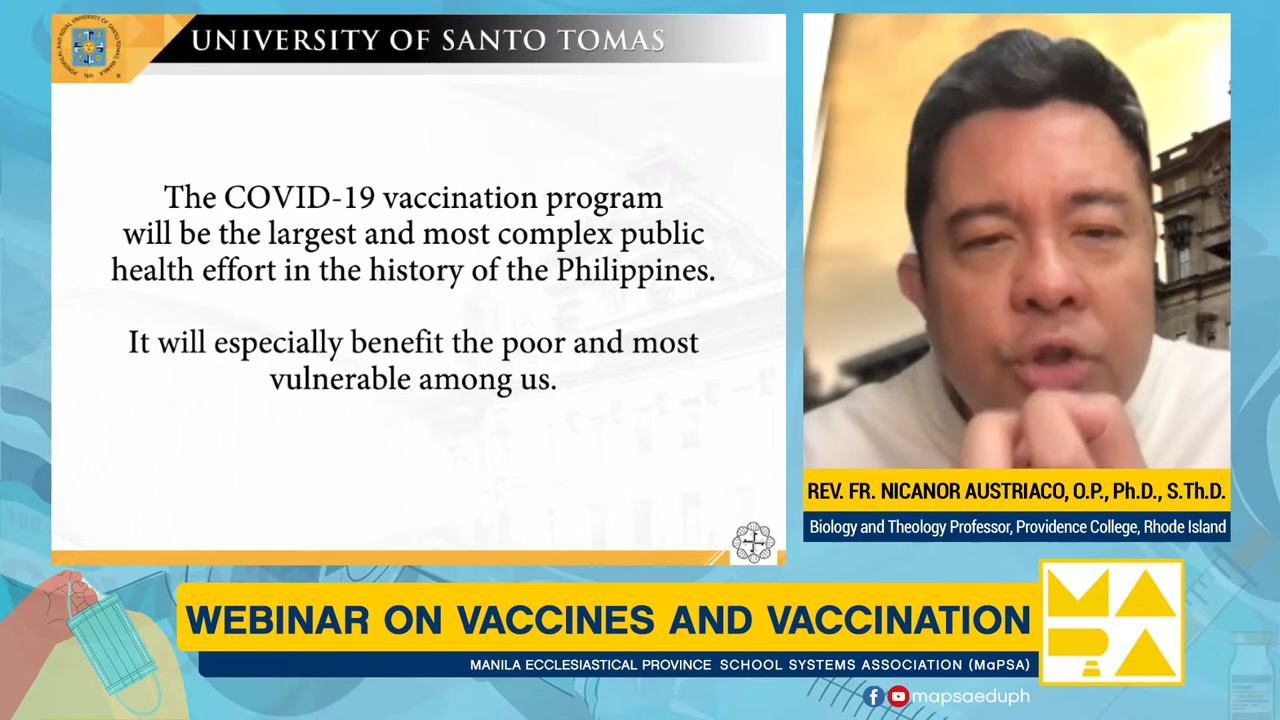 UNIVERSITY OF SANTO TOMAS
The COVID-19 vaccination program
will be the largest and most complex public
health effort in the history of the Philippines.
It will especially benefit the poor and most
vulnerable among us.
REV. FR. NICANOR AUSTRIACO, O.P., Ph.D., S.Th.D.
Biology and Theology Professor, Providence College, Rhode Island
WEBINAR ON VACCINES AND VACCINATION
MANILA ECCLESIASTICAL PROVINCE SCHOOL SYSTEMS ASSOCIATION (MaPSA)
MAPSA
mapsaeduph